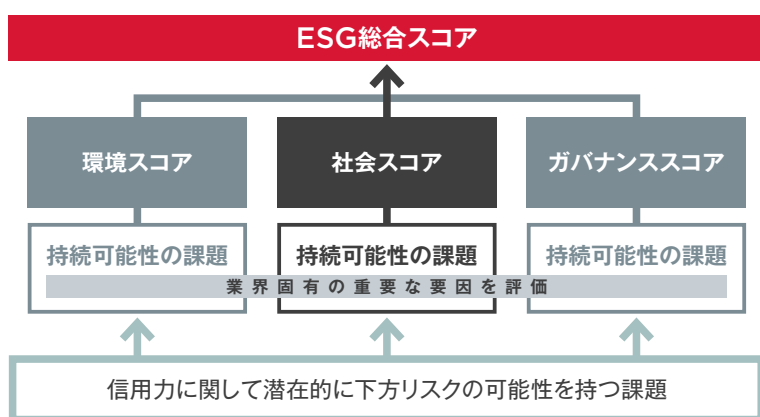 ESG総合スコア
環境スコア
社会スコア
ガバナンススコア
持続可能性の課題
持続可能性の課題
持続可能性の課題
業界固有の重要な要因を評価
信用力に関して潜在的に下方リスクの可能性を持つ課題